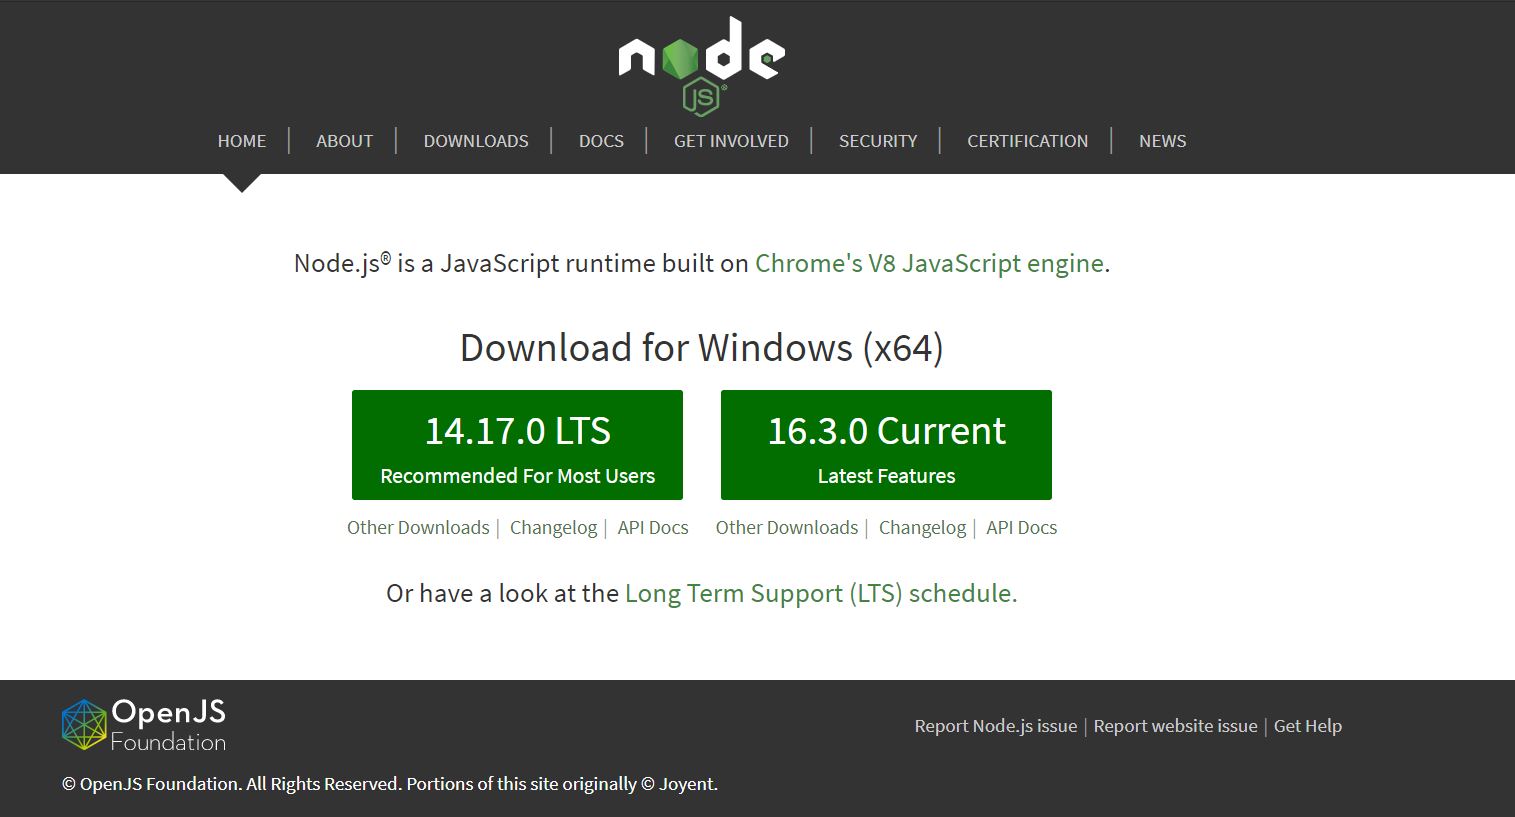 node
JS®
HOME | ABOUT | DOWNLOADS | DOCS | GET INVOLVED | SECURITY | CERTIFICATION | NEWS
Node.js® is a JavaScript runtime built on Chrome's V8 JavaScript engine.
Download for Windows (x64)
14.17.0 LTS
Recommended For Most Users
16.3.0 Current
Latest Features
Other Downloads | Changelog | API Docs
Other Downloads | Changelog | API Docs
Or have a look at the Long Term Support (LTS) schedule.
OpenJS
Foundation
Report Node.js issue | Report website issue | Get Help
© OpenJS Foundation. All Rights Reserved. Portions of this site originally © Joyent.